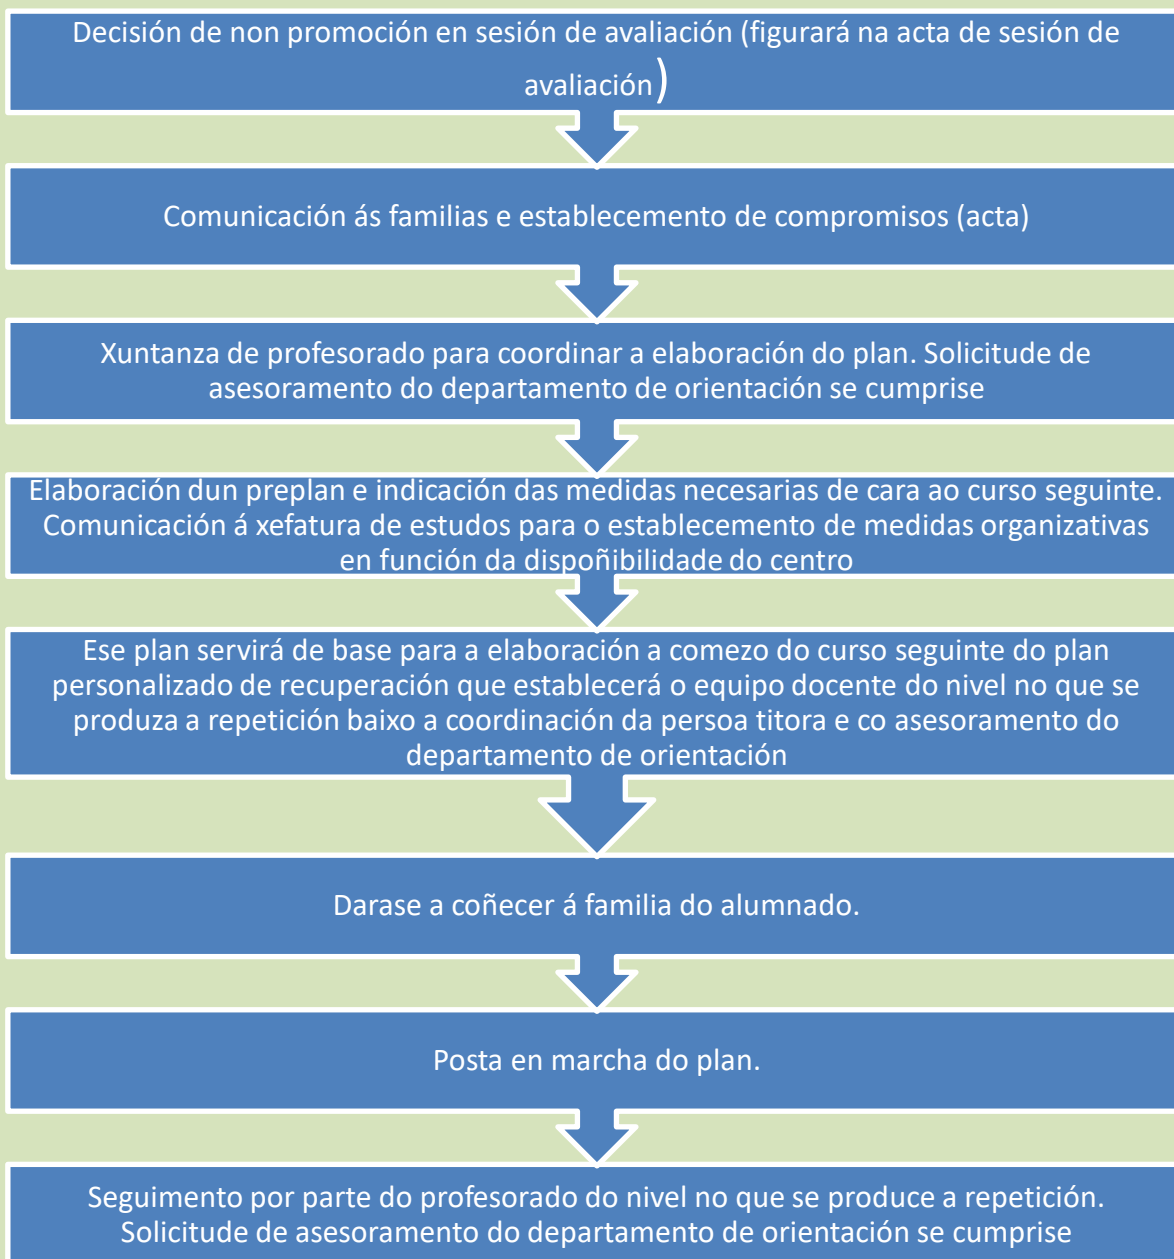 Decisión de non promoción en sesión de avaliación (figurará na acta de sesión de
avaliación)
Comunicación ás familias e establecemento de compromisos (acta)
Xuntanza de profesorado para coordinar a elaboración do plan. Solicitude de
asesoramento do departamento de orientación se cumprise
Elaboración dun preplan e indicación das medidas necesarias de cara ao curso seguinte.
Comunicación á xefatura de estudos para o establecemento de medidas organizativas
en función da dispoñibilidade do centro
Ese plan servirá de base para a elaboración a comezo do curso seguinte do plan
personalizado de recuperación que establecerá o equipo docente do nivel no que se
produza a repetición baixo a coordinación da persoa titora e co asesoramento do
departamento de orientación
Darase a coñecer á familia do alumnado.
Posta en marcha do plan.
Seguimento por parte do profesorado do nivel no que se produce a repetición.
Solicitude de asesoramento do departamento de orientación se cumprise